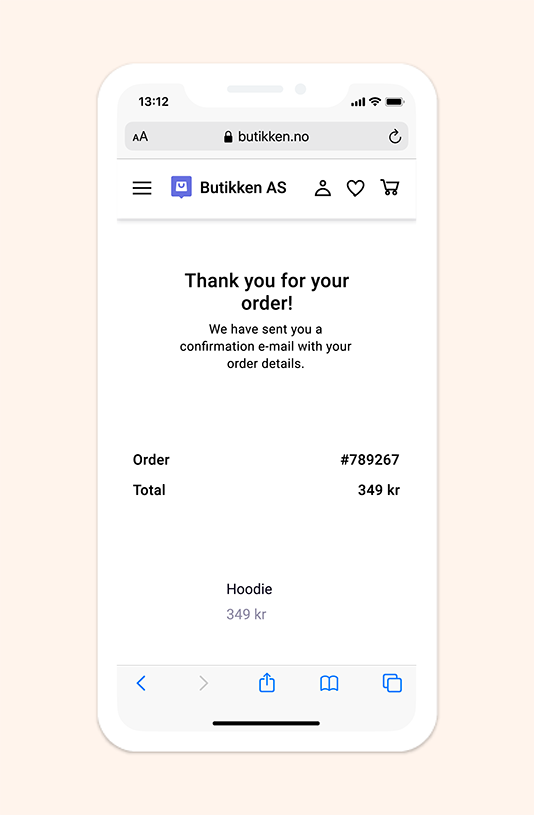 13:12
AA butikken.no
Butikken AS
Thank you for your
order!
We have sent you a
confirmation e-mail with your
order details.
Order #789267
Total 349 kr
Hoodie
349 kr